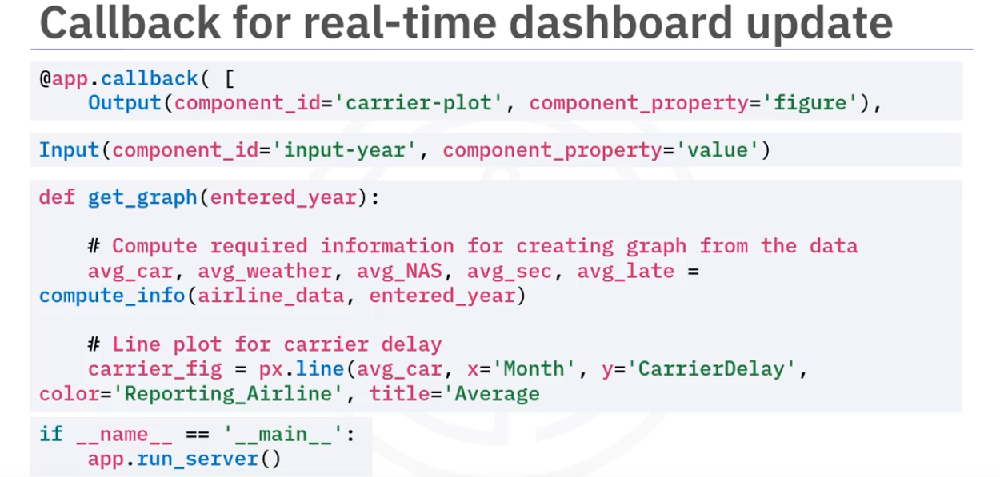 Callback for real-time dashboard update
@app.callback( [
    Output(component_id='carrier-plot', component_property='figure'),
Input(component_id='input-year', component_property='value')
def get_graph(entered_year):
    # Compute required information for creating graph from the data
    avg_car, avg_weather, avg_NAS, avg_sec, avg_late =
compute_info(airline_data, entered_year)
    # Line plot for carrier delay
    carrier_fig = px.line(avg_car, x='Month', y='CarrierDelay',
color='Reporting_Airline', title='Average
if __name__ == '__main__':
    app.run_server()